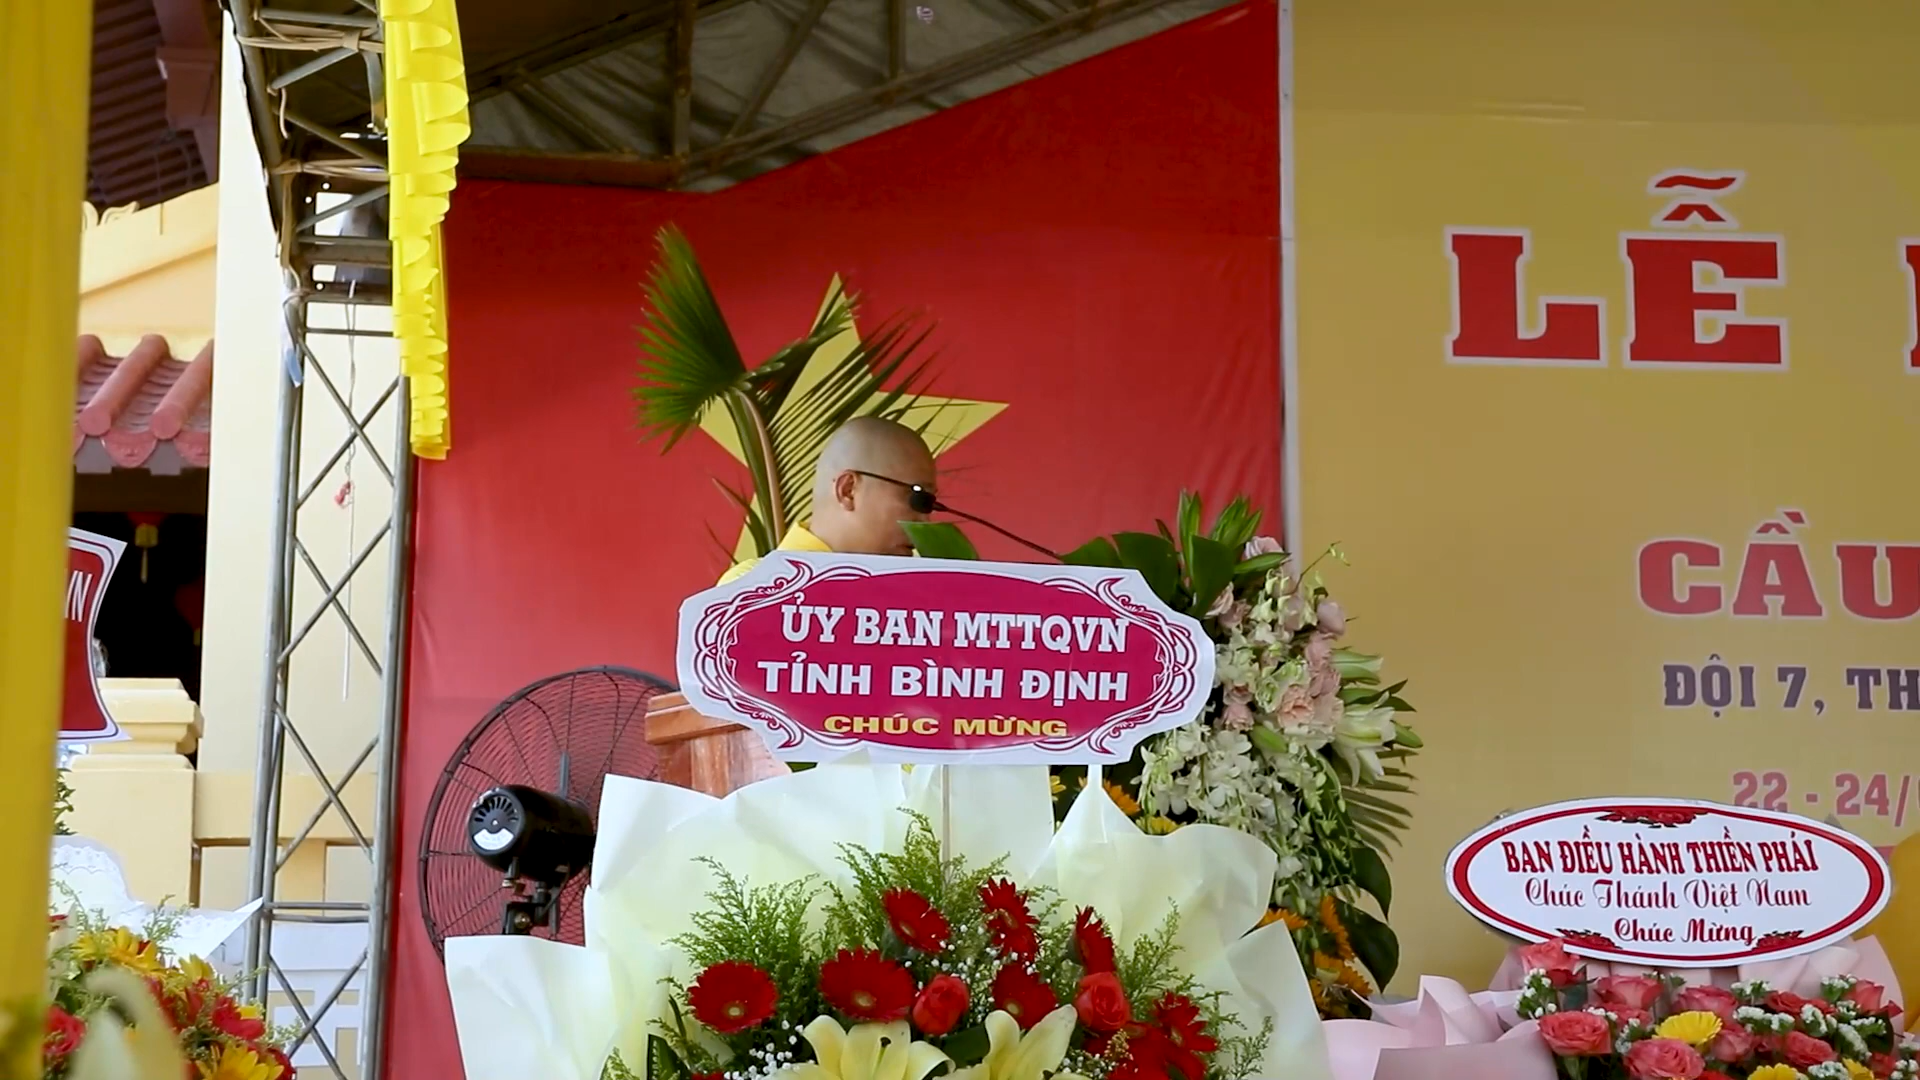 LỄ
CẦU
ĐỘI 7, TH
22 - 24/
VN
ỦY BAN MTTQVN
TỈNH BÌNH ĐỊNH
CHÚC MỪNG
BAN ĐIỀU HÀNH THIỀN PHÁI
Chúc Thánh Việt Nam
Chúc Mừng